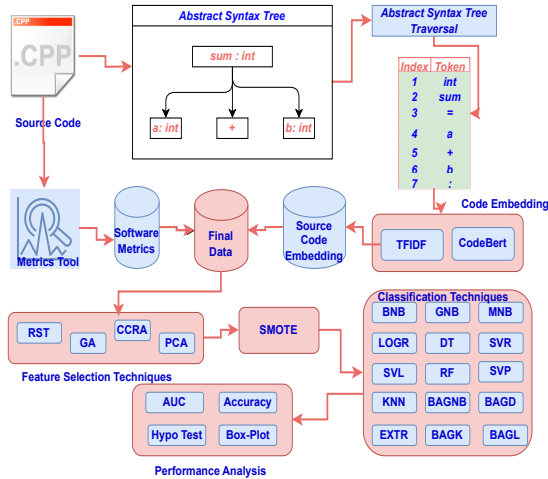 .CPP
.CPP
Source Code
Abstract Syntax Tree
sum : int
a: int
+
b: int
Abstract Syntax Tree
Traversal
Index Token
1 int
2 sum
3 =
4 a
5 +
6 b
7 ;
Code Embedding
TFIDF
CodeBert
Metrics Tool
Software
Metrics
Final
Data
Source
Code
Embedding
RST
GA
CCRA
PCA
Feature Selection Techniques
SMOTE
Classification Techniques
BNB GNB MNB
LOGR DT SVR
SVL RF SVP
KNN BAGNB BAGD
EXTR BAGK BAGL
AUC Accuracy
Hypo Test Box-Plot
Performance Analysis